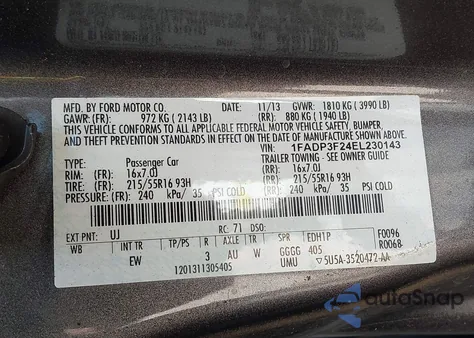 MFD. BY FORD MOTOR CO.
11/13 GVWR: 1810 KG (3990 LB)
GAWR: (FR): 972 KG (2143 LB) (RR): 880 KG (1940 LB)
THIS VEHICLE CONFORMS TO ALL APPLICABLE FEDERAL MOTOR VEHICLE SAFETY, BUMPER,
AND THEFT PREVENTION STANDARDS IN EFFECT ON THE DATE OF MANUFACTURE SHOWN ABOVE.
1FADP3F24EL230143
TYPE: Passenger Car TRAILER TOWING - SEE OWNER GUIDE
RIM: (FR): 16x7.0J (RR): 16x7.0J
TIRE: (FR): 215/55R16 93H (RR): 215/55R16 93H
PRESSURE: (FR): 240 kPa/ 35 PSI COLD (RR): 240 kPa/ 35 PSI COLD
EXT PNT: UJ RC: 71 DSO: F0096
R0068
WB INT TR TP/PS R AXLE TR SPR EDH1P
EW 3 AU W GGGG 405
1201311305405 UMU ▽5U5A-3520472-AA
autoSnap